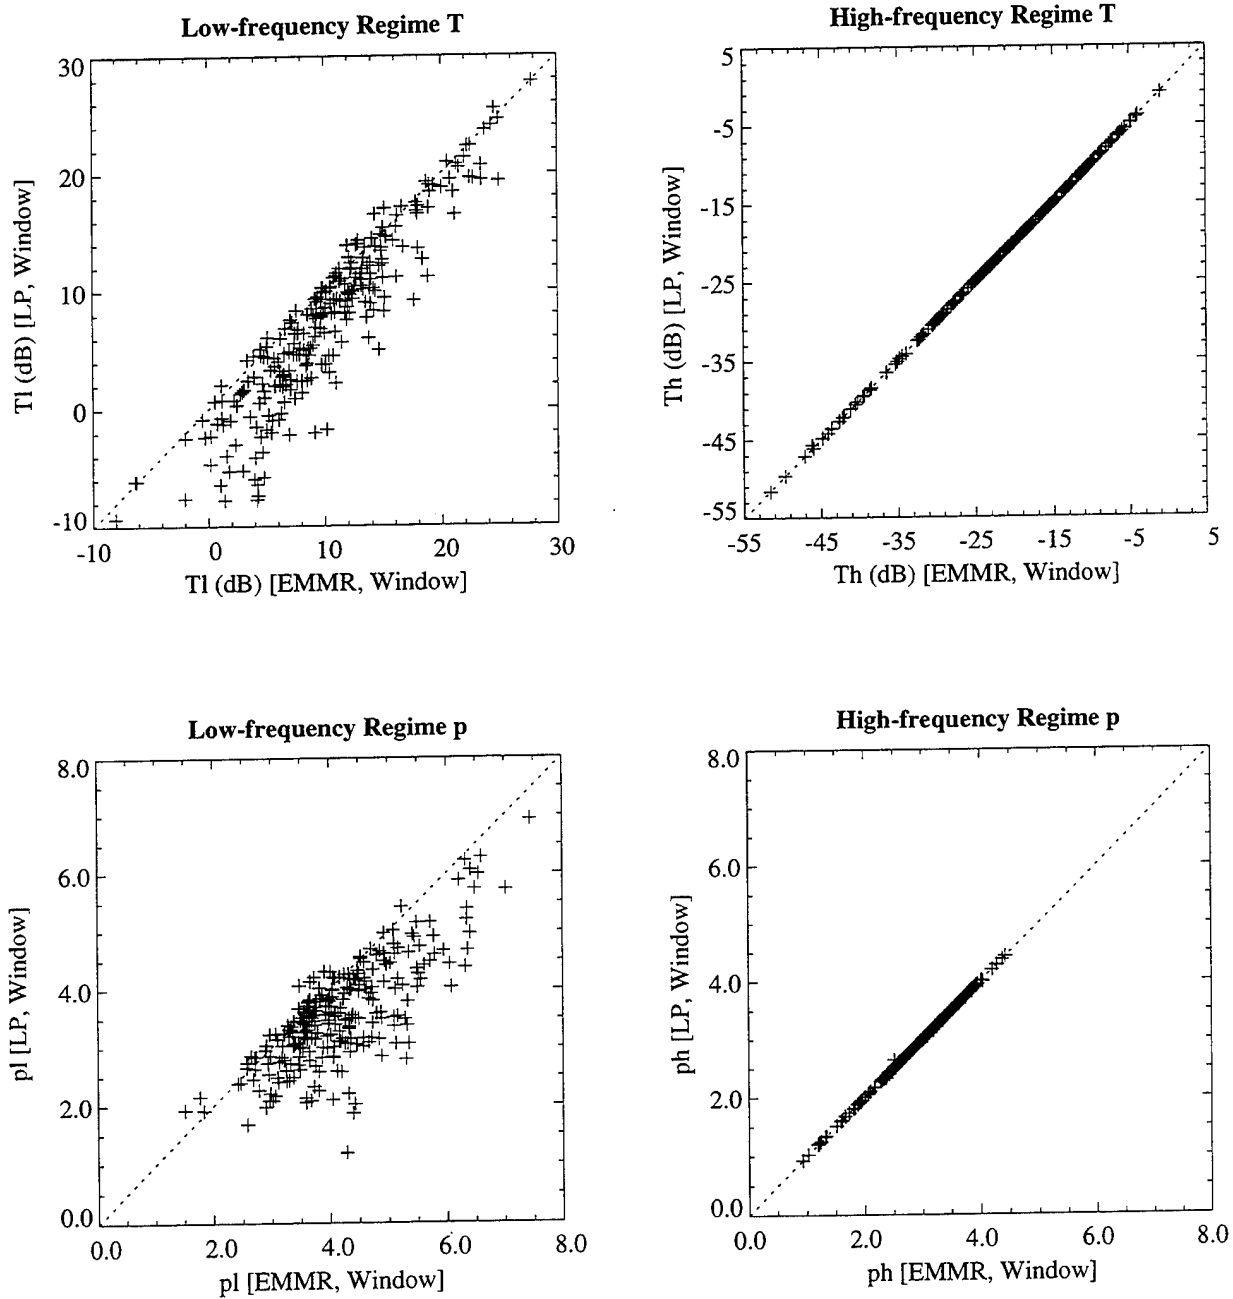 Low-frequency Regime T
30
20
10
0
-10
-10 0 10 20 30
Tl (dB) [LP, Window]
Tl (dB) [EMMR, Window]
High-frequency Regime T
5
-5
-15
-25
-35
-45
-55
-55 -45 -35 -25 -15 -5 5
Th (dB) [LP, Window]
Th (dB) [EMMR, Window]
Low-frequency Regime p
8.0
6.0
4.0
2.0
0.0
0.0 2.0 4.0 6.0 8.0
pl [LP, Window]
pl [EMMR, Window]
High-frequency Regime p
8.0
6.0
4.0
2.0
0.0
0.0 2.0 4.0 6.0 8.0
ph [LP, Window]
ph [EMMR, Window]